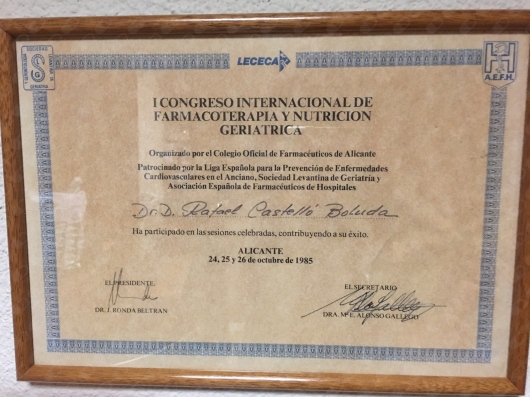 LECECA
A.E.F.H.
I CONGRESO INTERNACIONAL DE
FARMACOTERAPIA Y NUTRICION
GERIATRICA
Organizado por el Colegio Oficial de Farmacéuticos de Alicante
Patrocinado por la Liga Española para la Prevención de Enfermedades
Cardiovasculares en el Anciano, Sociedad Levantina de Geriatría y
Asociación Española de Farmacéuticos de Hospitales
Dr. D. Rafael Castelló Boluda
Ha participado en las sesiones celebradas, contribuyendo a su éxito.
ALICANTE
24, 25 y 26 de octubre de 1985
EL PRESIDENTE
DR. J. RONDA BELTRAN
EL SECRETARIO
DRA. Mª E. ALONSO GALLEGO